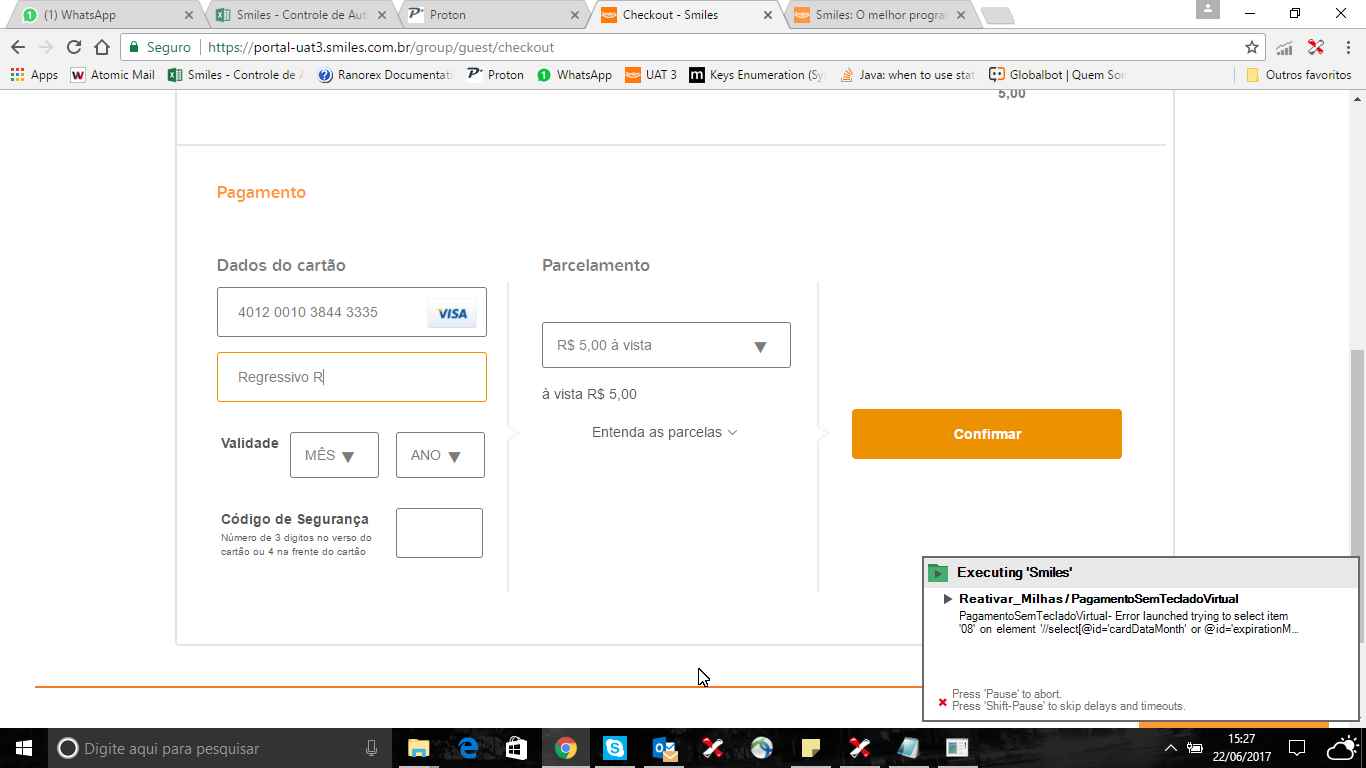 (1) WhatsApp
Smiles - Controle de Aut
Proton
Checkout - Smiles
Smiles: O melhor progra
Seguro
https://portal-uat3.smiles.com.br/group/guest/checkout
Apps
Atomic Mail
Smiles - Controle de A
Ranorex Documentati
Proton
WhatsApp
UAT 3
Keys Enumeration (Sy
Java: when to use stat
Globalbot | Quem Som
Outros favoritos
5,00
Pagamento
Dados do cartão
Parcelamento
4012 0010 3844 3335
VISA
R$ 5,00 à vista
Regressivo R
à vista R$ 5,00
Entenda as parcelas
Confirmar
Validade
MÊS
ANO
Código de Segurança
Número de 3 digitos no verso do
cartão ou 4 na frente do cartão
Executing 'Smiles'
Reativar_Milhas / PagamentoSemTecladoVirtual
PagamentoSemTecladoVirtual- Error launched trying to select item
'08' on element '//select[@id='cardDataMonth' or @id='expirationM...
Press 'Pause' to abort.
Press 'Shift-Pause' to skip delays and timeouts.
Digite aqui para pesquisar
15:27
22/06/2017